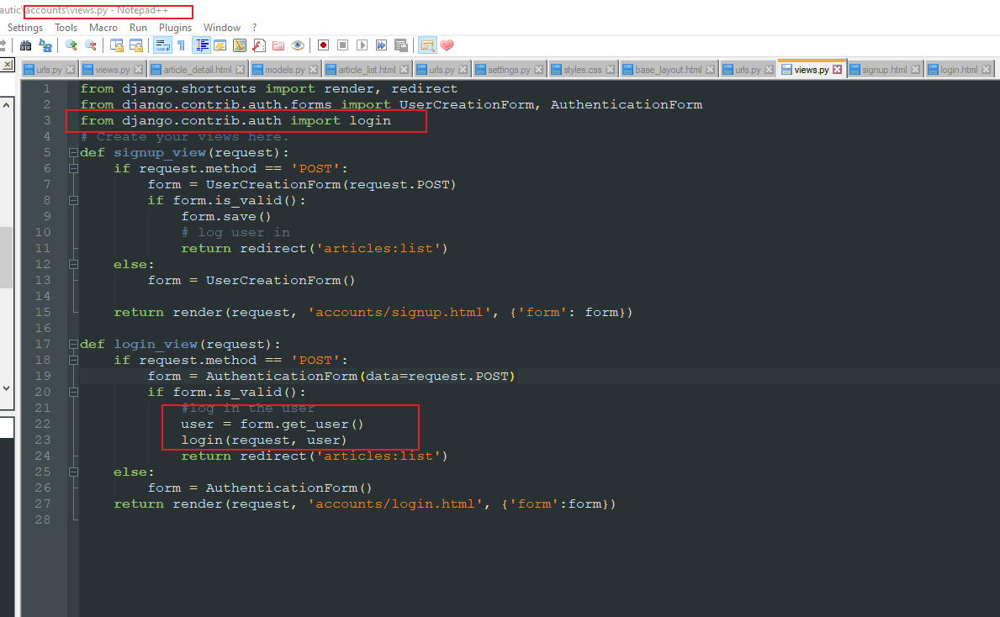 autic\accounts\views.py - Notepad++
Settings Tools Macro Run Plugins Window ?
urls.py views.py article_detail.html models.py article_list.html urls.py settings.py styles.css base_layout.html urls.py views.py signup.html login.html
1 from django.shortcuts import render, redirect
2 from django.contrib.auth.forms import UserCreationForm, AuthenticationForm
3 from django.contrib.auth import login
4 # Create your views here.
5 def signup_view(request):
6     if request.method == 'POST':
7         form = UserCreationForm(request.POST)
8         if form.is_valid():
9             form.save()
10             # log user in
11             return redirect('articles:list')
12     else:
13         form = UserCreationForm()
14
15     return render(request, 'accounts/signup.html', {'form': form})
16
17 def login_view(request):
18     if request.method == 'POST':
19         form = AuthenticationForm(data=request.POST)
20         if form.is_valid():
21             #log in the user
22             user = form.get_user()
23             login(request, user)
24             return redirect('articles:list')
25     else:
26         form = AuthenticationForm()
27     return render(request, 'accounts/login.html', {'form':form})
28